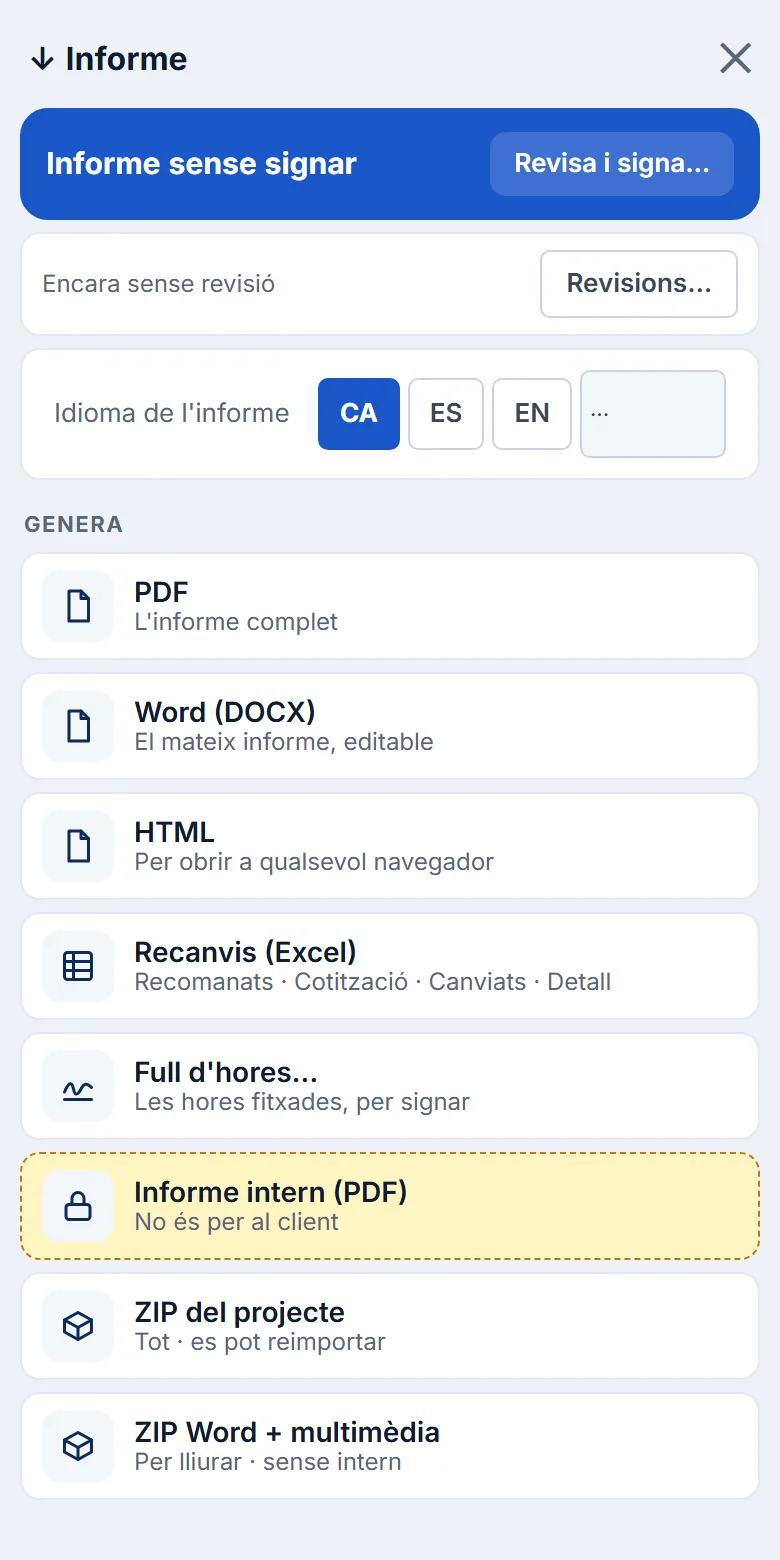 ↓ Informe
Informe sense signar
Revisa i signa...
Encara sense revisió
Revisions...
Idioma de l'informe
CA
ES
EN
...
GENERA
PDF
L'informe complet
Word (DOCX)
El mateix informe, editable
HTML
Per obrir a qualsevol navegador
Recanvis (Excel)
Recomanats · Cotització · Canviats · Detall
Full d'hores...
Les hores fitxades, per signar
Informe intern (PDF)
No és per al client
ZIP del projecte
Tot · es pot reimportar
ZIP Word + multimèdia
Per lliurar · sense intern